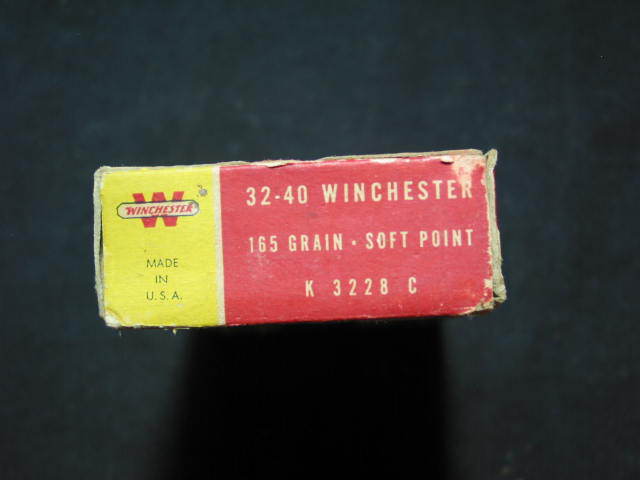 W
WINCHESTER
MADE
IN
U.S.A.
32-40 WINCHESTER
165 GRAIN · SOFT POINT
K 3228 C